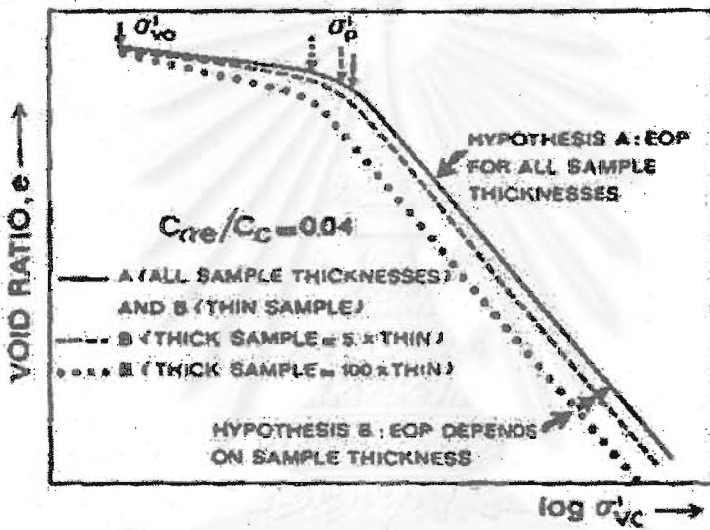 σ'vo
σ'p
HYPOTHESIS A : EOP
FOR ALL SAMPLE
THICKNESSES
VOID RATIO, e
Cαe/Cc = 0.04
A (ALL SAMPLE THICKNESSES)
AND B (THIN SAMPLE)
B (THICK SAMPLE = 5 x THIN)
B (THICK SAMPLE = 100 x THIN)
HYPOTHESIS B : EOP DEPENDS
ON SAMPLE THICKNESS
log σ'vc